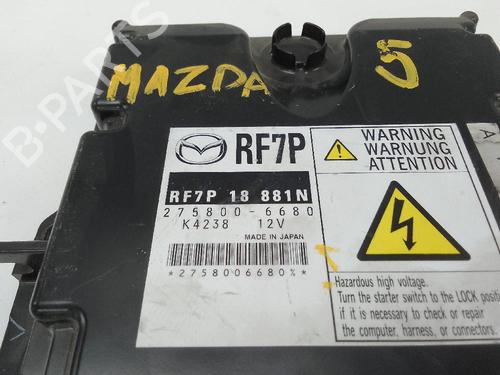 MAZDA 5
B-PARTS
RF7P
RF7P 18 881N
275800-6680
K4238 12V
MADE IN JAPAN
*2758006680%*
WARNING
WARNUNG
ATTENTION
Hazardous high voltage.
Turn the starter switch to the LOCK position
if it is necessary to check or repair
the computer, harness, or connectors.
A